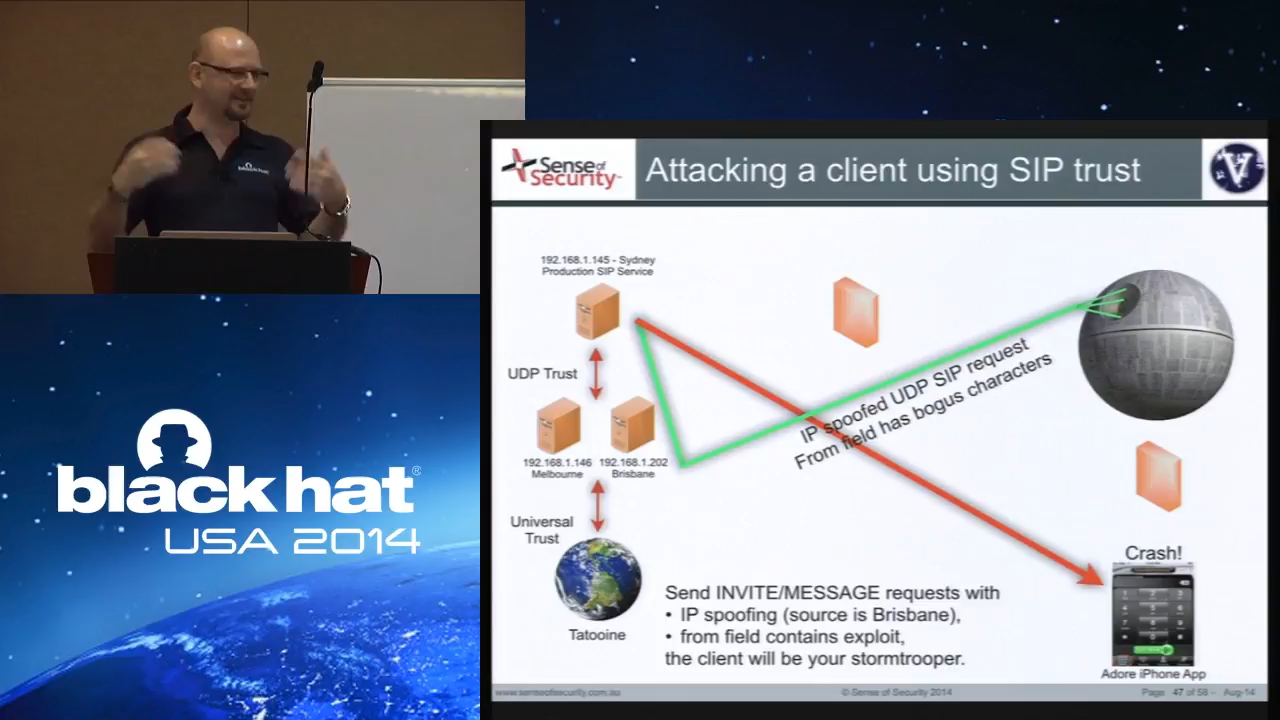 black hat
Sense of
Security™
Attacking a client using SIP trust
V
192.168.1.145 - Sydney
Production SIP Service
UDP Trust
192.168.1.146
Melbourne
192.168.1.202
Brisbane
Universal
Trust
Tatooine
IP spoofed UDP SIP request
From field has bogus characters
Crash!
Adore iPhone App
Send INVITE/MESSAGE requests with
• IP spoofing (source is Brisbane),
• from field contains exploit,
the client will be your stormtrooper.
www.senseofsecurity.com.au
© Sense of Security 2014
Page 47 of 56 - Aug-14
black hat®
USA 2014